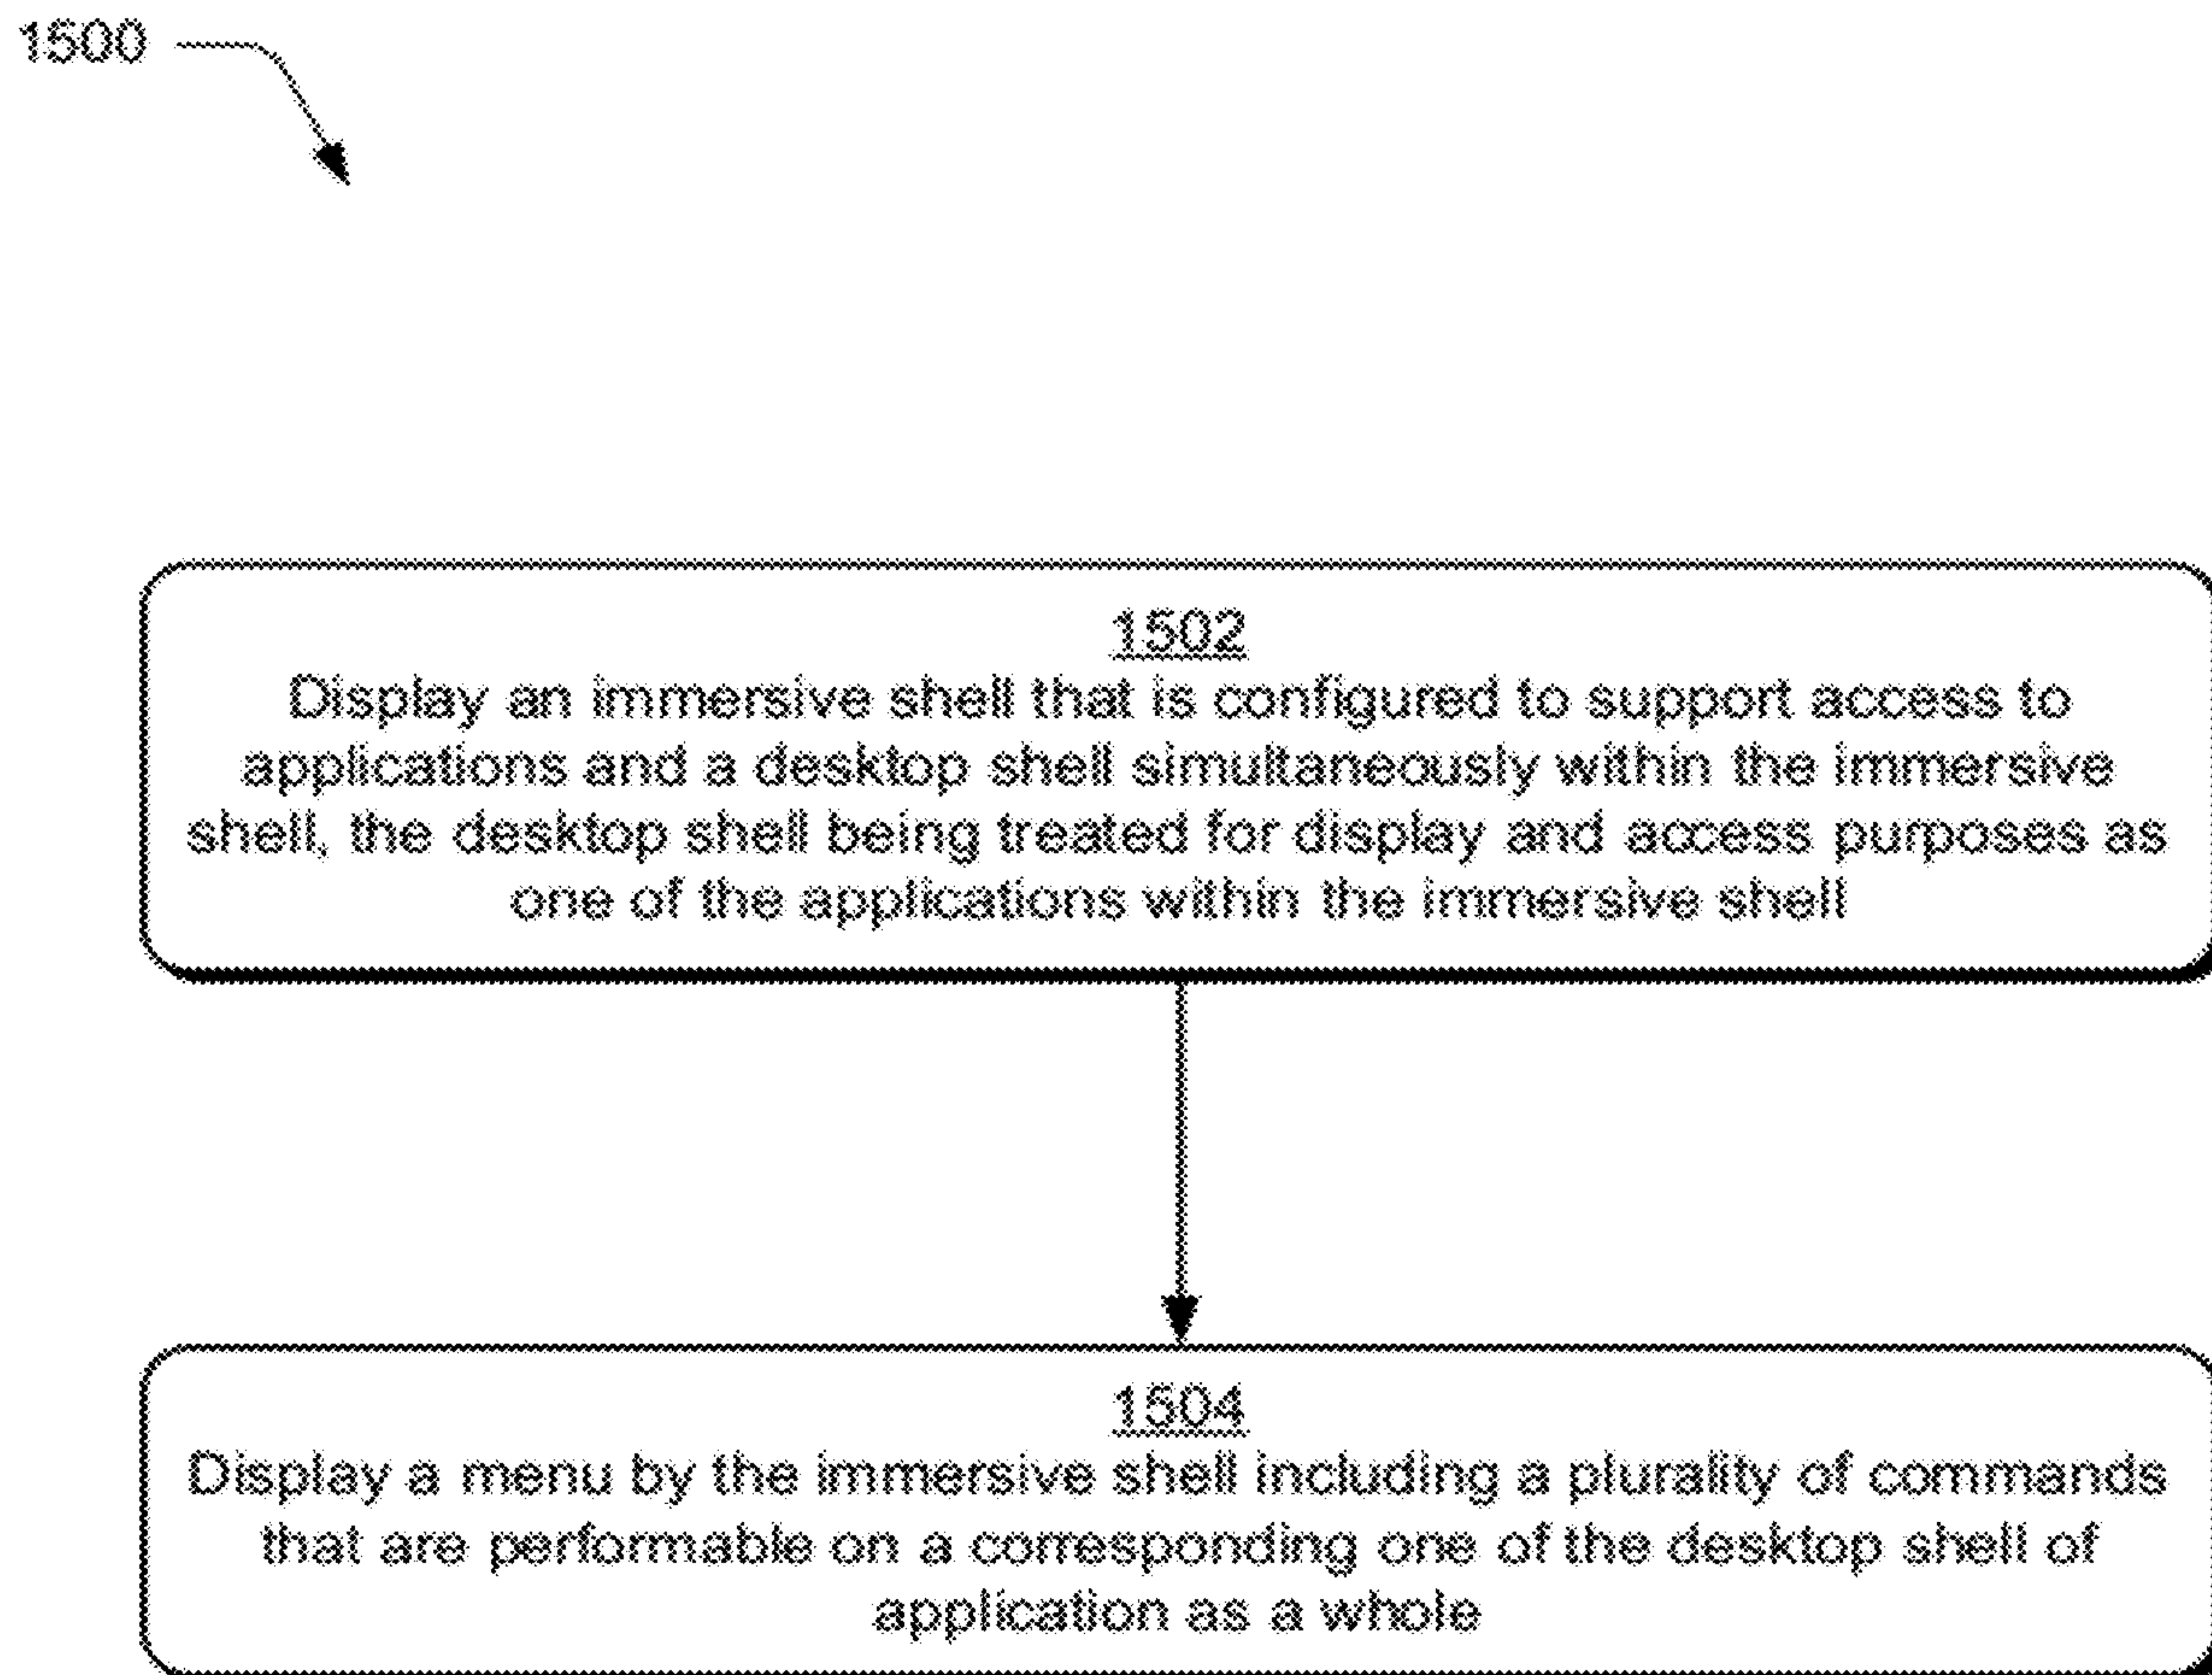 1500
1502
Display an immersive shell that is configured to support access to
applications and a desktop shell simultaneously within the immersive
shell, the desktop shell being treated for display and access purposes as
one of the applications within the immersive shell
1504
Display a menu by the immersive shell including a plurality of commands
that are performable on a corresponding one of the desktop shell of
application as a whole